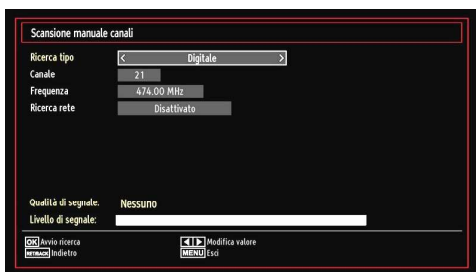 Scansione manuale canali
Ricerca tipo < Digitale >
Canale 21
Frequenza 474.00 MHz
Ricerca rete Disattivato
Qualità di segnale: Nessuno
Livello di segnale:
OK Avvio ricerca Modifica valore
RETBACK Indietro MENU Esci